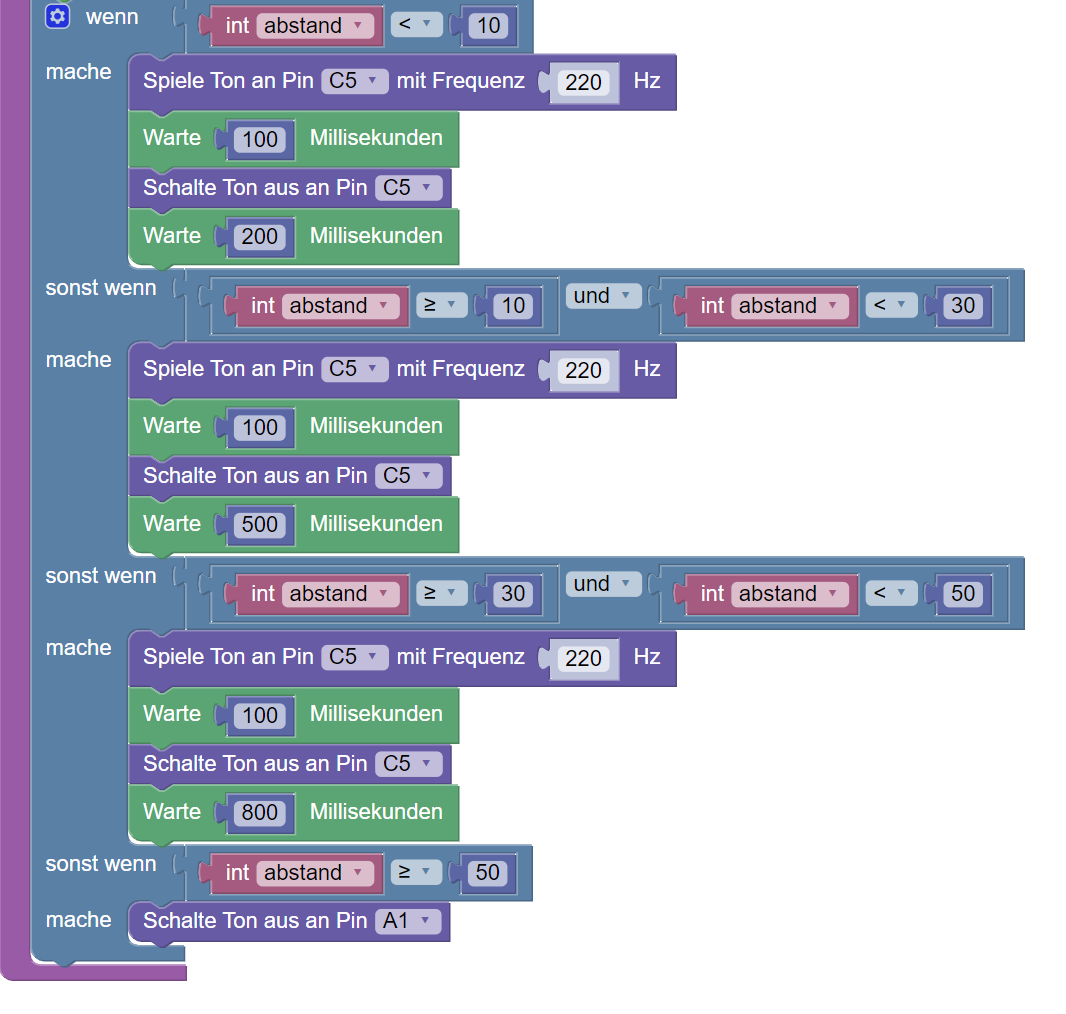 wenn int abstand < 10
mache Spiele Ton an Pin C5 mit Frequenz 220 Hz
Warte 100 Millisekunden
Schalte Ton aus an Pin C5
Warte 200 Millisekunden
sonst wenn int abstand ≥ 10 und int abstand < 30
mache Spiele Ton an Pin C5 mit Frequenz 220 Hz
Warte 100 Millisekunden
Schalte Ton aus an Pin C5
Warte 500 Millisekunden
sonst wenn int abstand ≥ 30 und int abstand < 50
mache Spiele Ton an Pin C5 mit Frequenz 220 Hz
Warte 100 Millisekunden
Schalte Ton aus an Pin C5
Warte 800 Millisekunden
sonst wenn int abstand ≥ 50
mache Schalte Ton aus an Pin A1